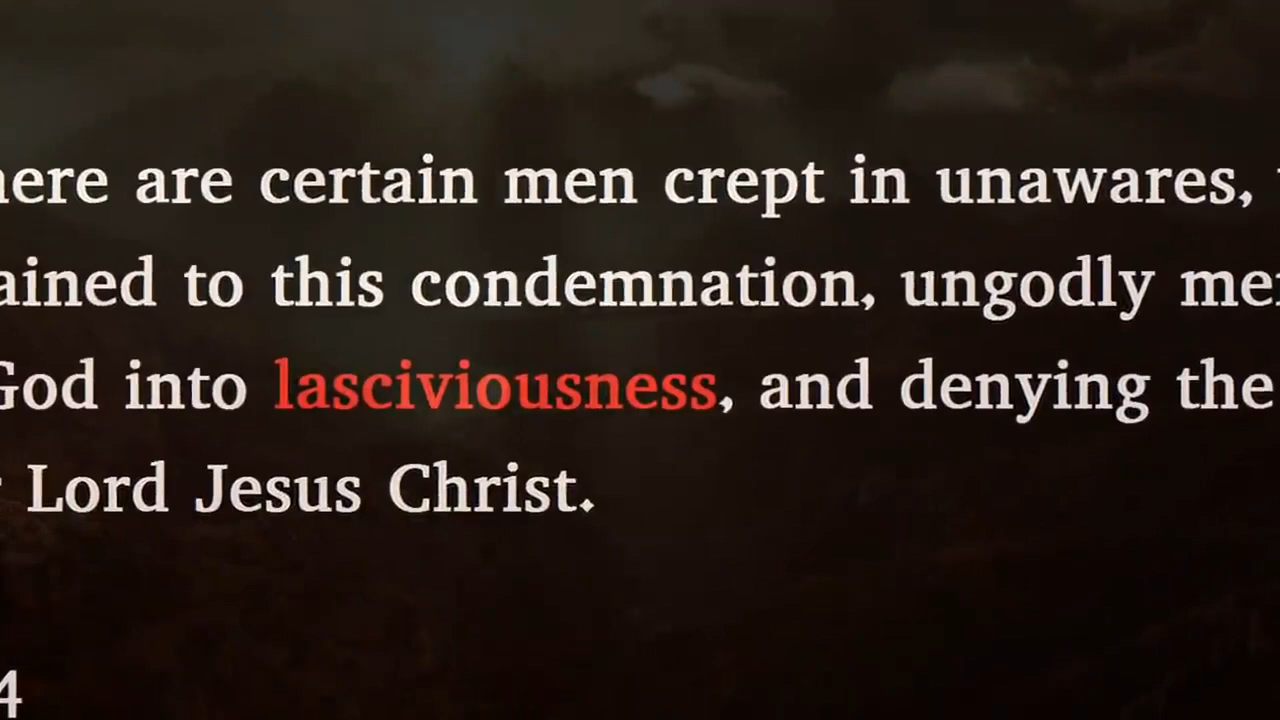 here are certain men crept in unawares,
ained to this condemnation, ungodly me
God into lasciviousness, and denying the
Lord Jesus Christ.
4